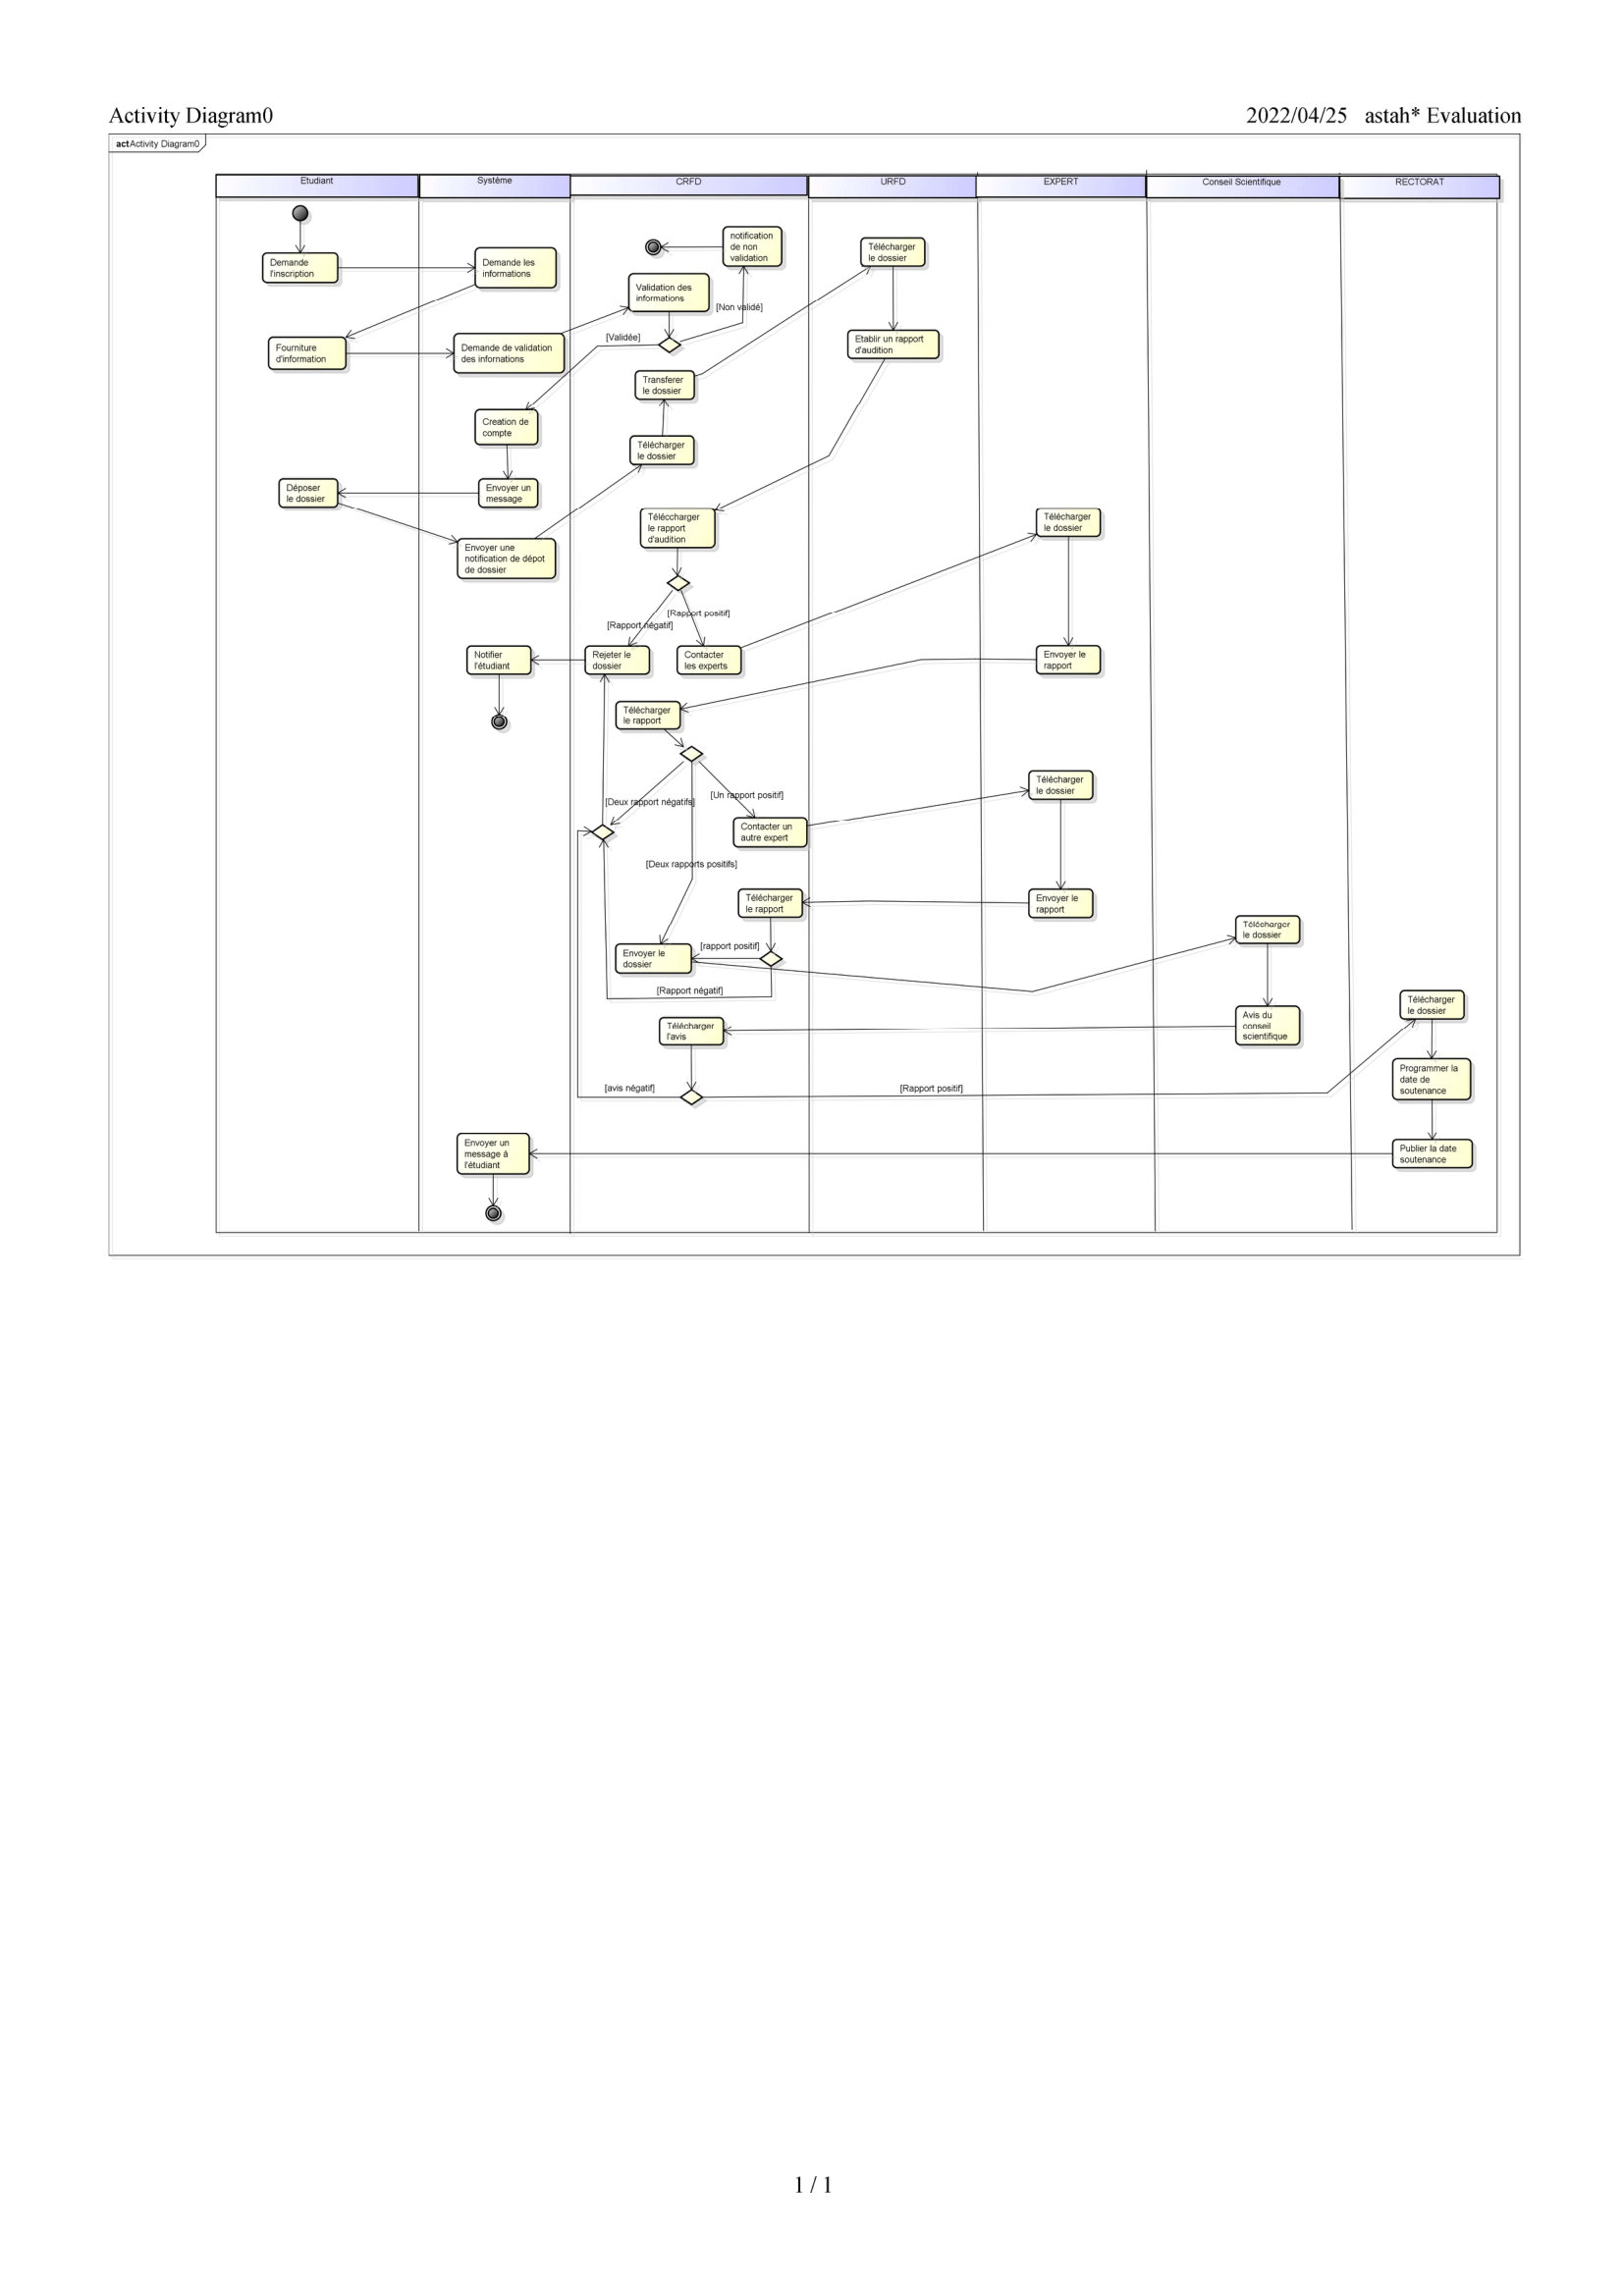 Activity Diagram0
2022/04/25 astah* Evaluation
act Activity Diagram0
Etudiant
Système
CRFD
URFD
EXPERT
Conseil Scientifique
RECTORAT
Demande
l'inscription
Demande les
informations
notification
de non
validation
Télécharger
le dossier
Validation des
informations
[Non validé]
[Validée]
Fourniture
d'information
Demande de validation
des infornations
Etablir un rapport
d'audition
Transferer
le dossier
Creation de
compte
Télécharger
le dossier
Déposer
le dossier
Envoyer un
message
Téléccharger
le rapport
d'audition
Télécharger
le dossier
Envoyer une
notification de dépot
de dossier
[Rapport positif]
[Rapport négatif]
Notifier
l'étudiant
Rejeter le
dossier
Contacter
les experts
Envoyer le
rapport
Télécharger
le rapport
Télécharger
le dossier
[Un rapport positif]
[Deux rapport négatifs]
Contacter un
autre expert
[Deux rapports positifs]
Télécharger
le rapport
Envoyer le
rapport
Télécharger
le dossier
[rapport positif]
Envoyer le
dossier
[Rapport négatif]
Télécharger
le dossier
Télécharger
l'avis
Avis du
conseil
scientifique
Programmer la
date de
soutenance
[avis négatif]
[Rapport positif]
Envoyer un
message à
l'étudiant
Publier la date
soutenance
1 / 1